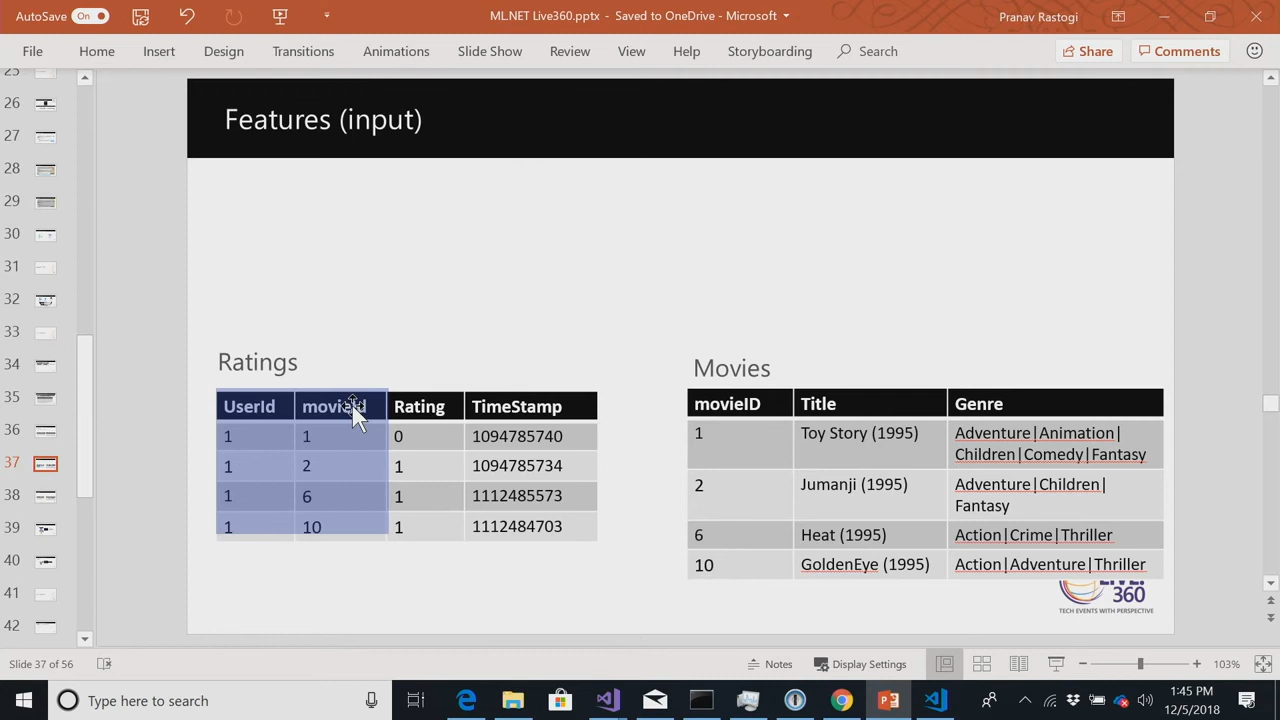 AutoSave On ML.NET Live360.pptx - Saved to OneDrive - Microsoft Pranav Rastogi
File Home Insert Design Transitions Animations Slide Show Review View Help Storyboarding Search Share Comments
25
26
27
28
29
30
31
32
33
34
35
36
37
38
39
40
41
42
Features (input)
Ratings
UserId movieId Rating TimeStamp
1 1 0 1094785740
1 2 1 1094785734
1 6 1 1112485573
1 10 1 1112484703
Movies
movieID Title Genre
1 Toy Story (1995) Adventure|Animation|
Children|Comedy|Fantasy
2 Jumanji (1995) Adventure|Children|
Fantasy
6 Heat (1995) Action|Crime|Thriller
10 GoldenEye (1995) Action|Adventure|Thriller
LIVE!
360
TECH EVENTS WITH PERSPECTIVE
Slide 37 of 56 Notes Display Settings 103%
Type here to search
1:45 PM
12/5/2018